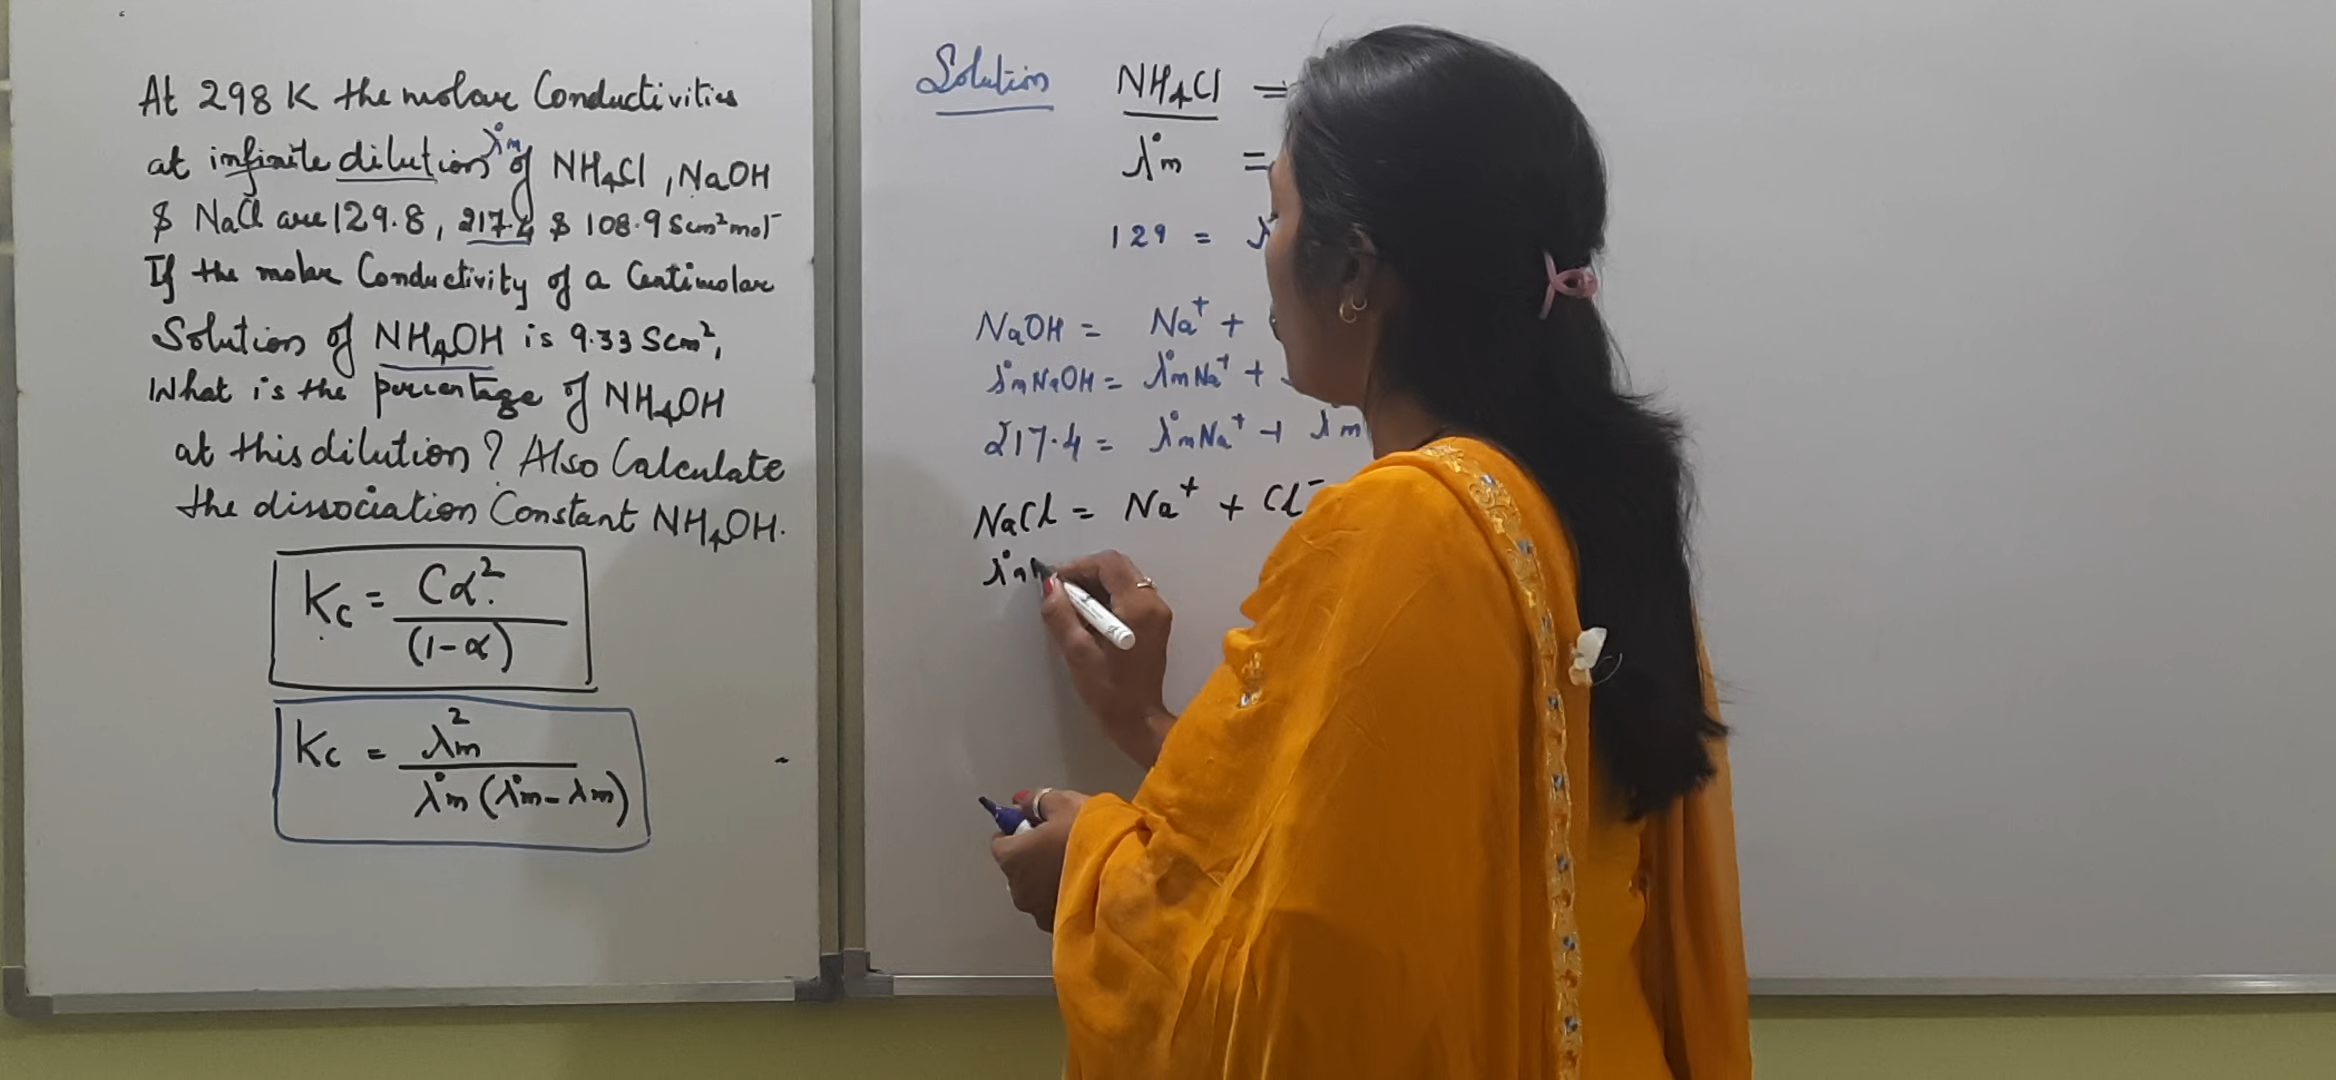 At 298 K the molar Conductivities
at infinite dilution λ°m of NH4Cl, NaOH
$ NaCl are 129.8, 217.4 $ 108.9 Scm² mol⁻
If the molar Conductivity of a Centimolar
Solution of NH4OH is 9.33 Scm²,
What is the percentage of NH4OH
at this dilution? Also Calculate
the dissociation Constant NH4OH.
Kc = Cα² / (1-α)
Kc = λm² / λ°m (λ°m - λm)
Solution NH4Cl =
λ°m =
129 = λ
NaOH = Na⁺ +
λ°m NaOH = λ°m Na⁺ +
217.4 = λ°m Na⁺ + λ°m
NaCl = Na⁺ + Cl⁻
λ°m